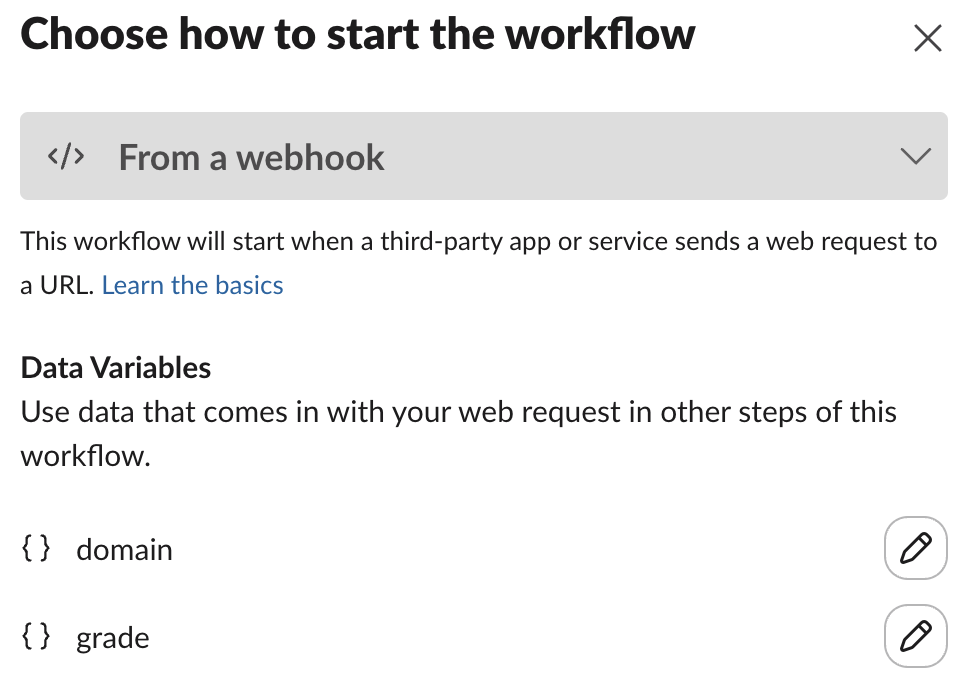 Choose how to start the workflow
</> From a webhook
This workflow will start when a third-party app or service sends a web request to
a URL. Learn the basics
Data Variables
Use data that comes in with your web request in other steps of this
workflow.
{ } domain
{ } grade